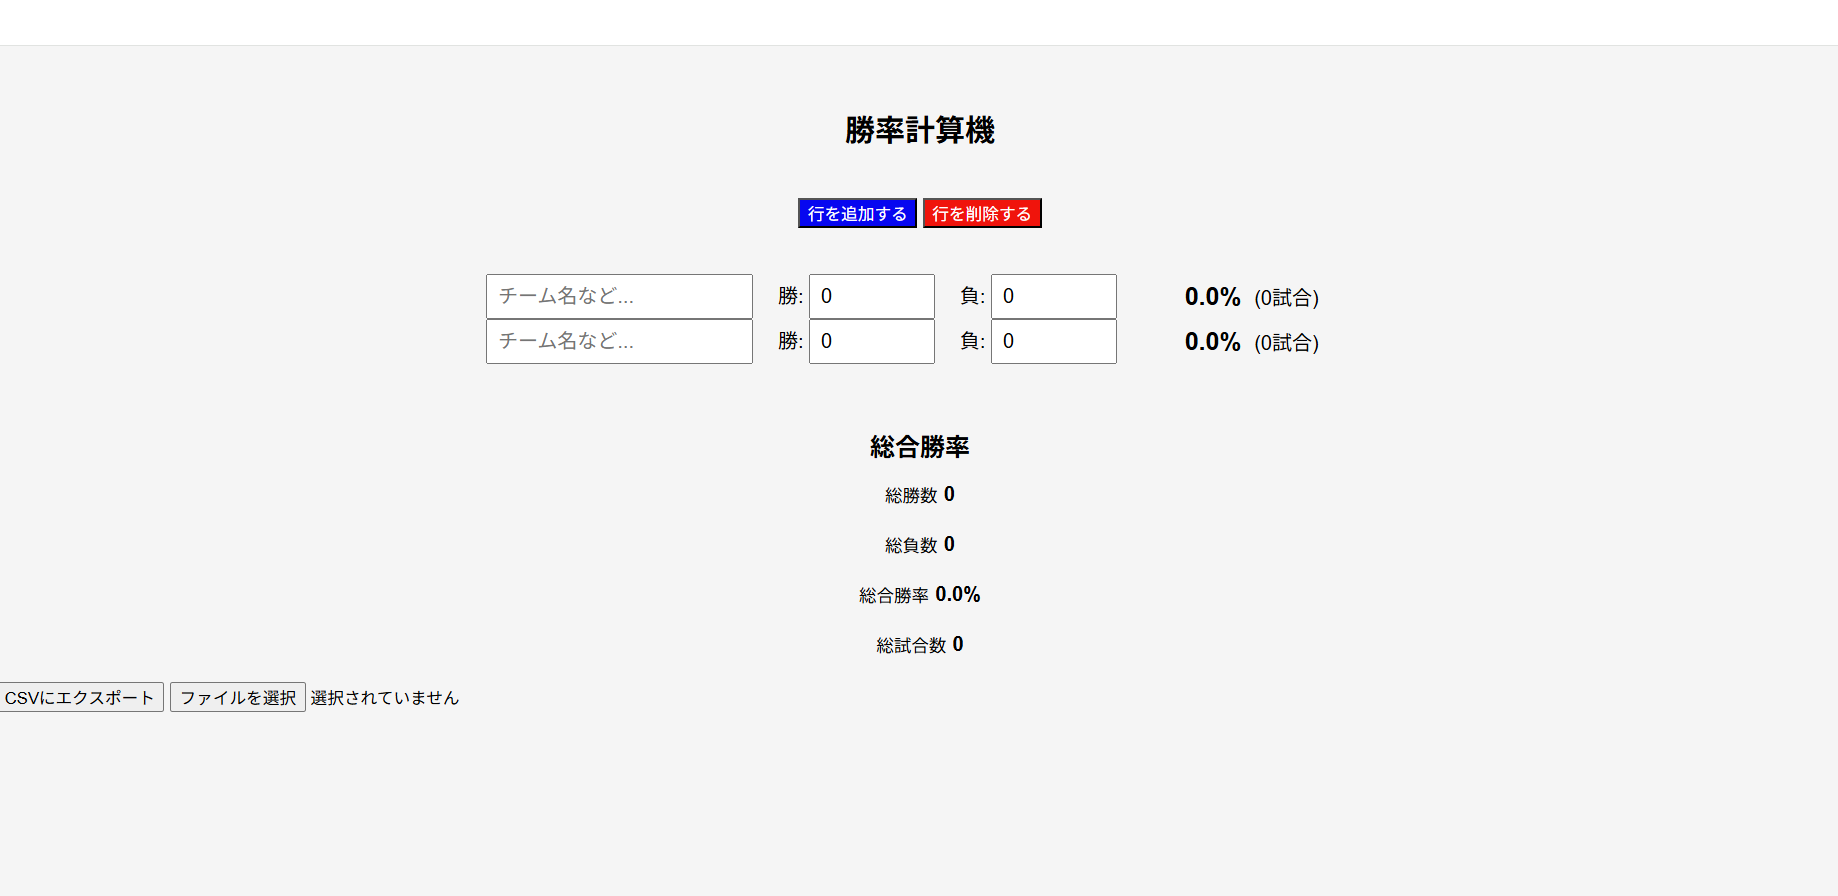 勝率計算機
行を追加する 行を削除する
チーム名など... 勝: 0 負: 0 0.0% (0試合)
チーム名など... 勝: 0 負: 0 0.0% (0試合)
総合勝率
総勝数 0
総負数 0
総合勝率 0.0%
総試合数 0
CSVにエクスポート ファイルを選択 選択されていません